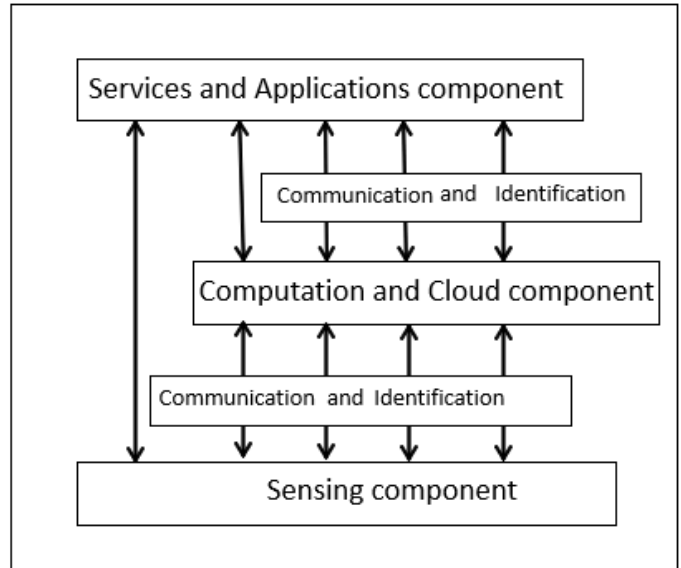 Services and Applications component
Communication and Identification
Computation and Cloud component
Communication and Identification
Sensing component